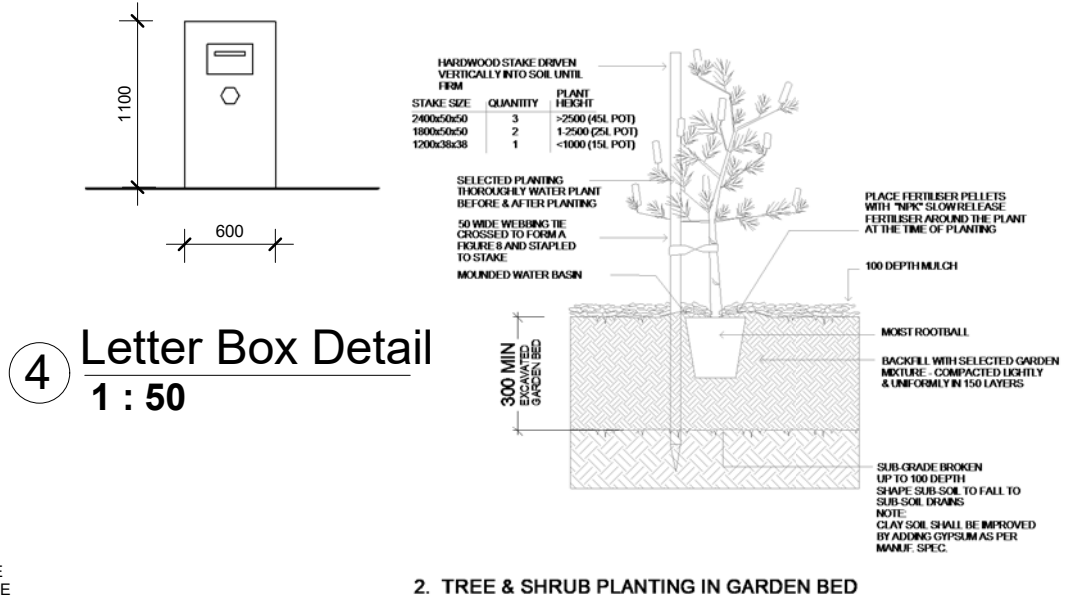 1100
600
4
Letter Box Detail
1 : 50
HARDWOOD STAKE DRIVEN
VERTICALLY INTO SOIL UNTIL
FIRM
STAKE SIZE QUANTITY PLANT HEIGHT
2400x50x50 3 >2500 (45L POT)
1800x50x50 2 1-2500 (25L POT)
1200x38x38 1 <1000 (15L POT)
SELECTED PLANTING
THOROUGHLY WATER PLANT
BEFORE & AFTER PLANTING
50 WIDE WEBBING TIE
CROSSED TO FORM A
FIGURE 8 AND STAPLED
TO STAKE
MOUNDED WATER BASIN
300 MIN
EXCAVATED
GARDEN BED
PLACE FERTILISER PELLETS
WITH "NPK" SLOW RELEASE
FERTILISER AROUND THE PLANT
AT THE TIME OF PLANTING
100 DEPTH MULCH
MOIST ROOTBALL
BACKFILL WITH SELECTED GARDEN
MIXTURE - COMPACTED LIGHTLY
& UNIFORMLY IN 150 LAYERS
SUB-GRADE BROKEN
UP TO 100 DEPTH
SHAPE SUB-SOIL TO FALL TO
SUB-SOIL DRAINS
NOTE:
CLAY SOIL SHALL BE IMPROVED
BY ADDING GYPSUM AS PER
MANUF. SPEC.
2. TREE & SHRUB PLANTING IN GARDEN BED
E
E